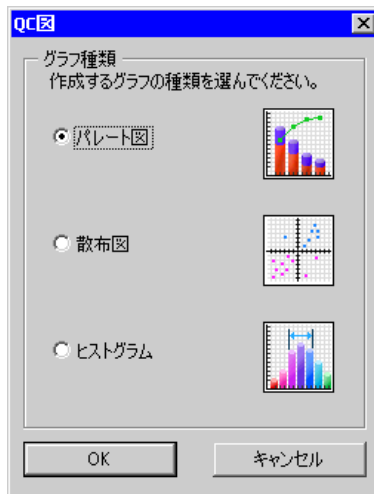 QC図
グラフ種類
作成するグラフの種類を選んでください。
パレート図
散布図
ヒストグラム
OK
キャンセル